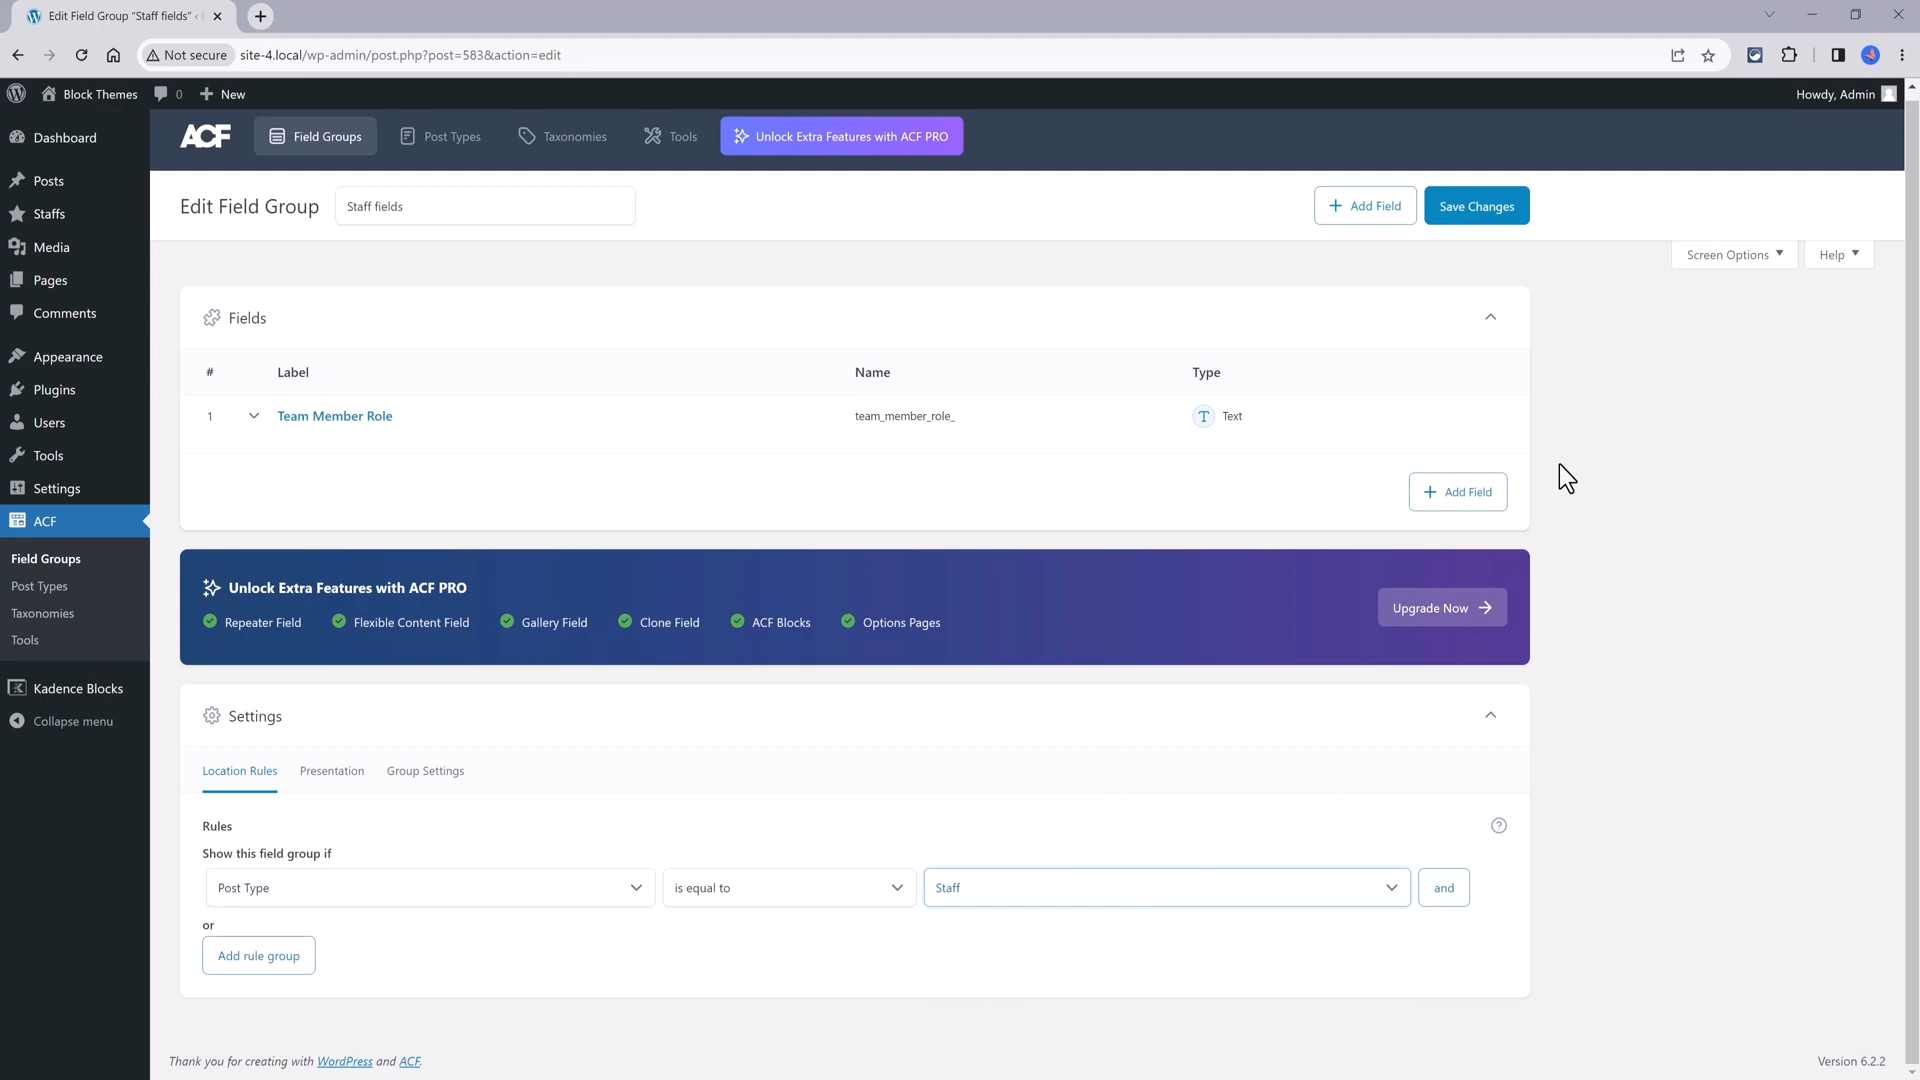 Edit Field Group "Staff fields" ‹
Not secure
site-4.local/wp-admin/post.php?post=583&action=edit
Block Themes
0
New
Howdy, Admin
Dashboard
Posts
Staffs
Media
Pages
Comments
Appearance
Plugins
Users
Tools
Settings
ACF
Field Groups
Post Types
Taxonomies
Tools
Kadence Blocks
Collapse menu
ACF
Field Groups
Post Types
Taxonomies
Tools
Unlock Extra Features with ACF PRO
Edit Field Group
Staff fields
Add Field
Save Changes
Screen Options
Help
Fields
# Label Name Type
1 Team Member Role team_member_role_ T Text
Add Field
Unlock Extra Features with ACF PRO
Repeater Field Flexible Content Field Gallery Field Clone Field ACF Blocks Options Pages
Upgrade Now
Settings
Location Rules Presentation Group Settings
Rules
Show this field group if
Post Type is equal to Staff and
or
Add rule group
Thank you for creating with WordPress and ACF.
Version 6.2.2